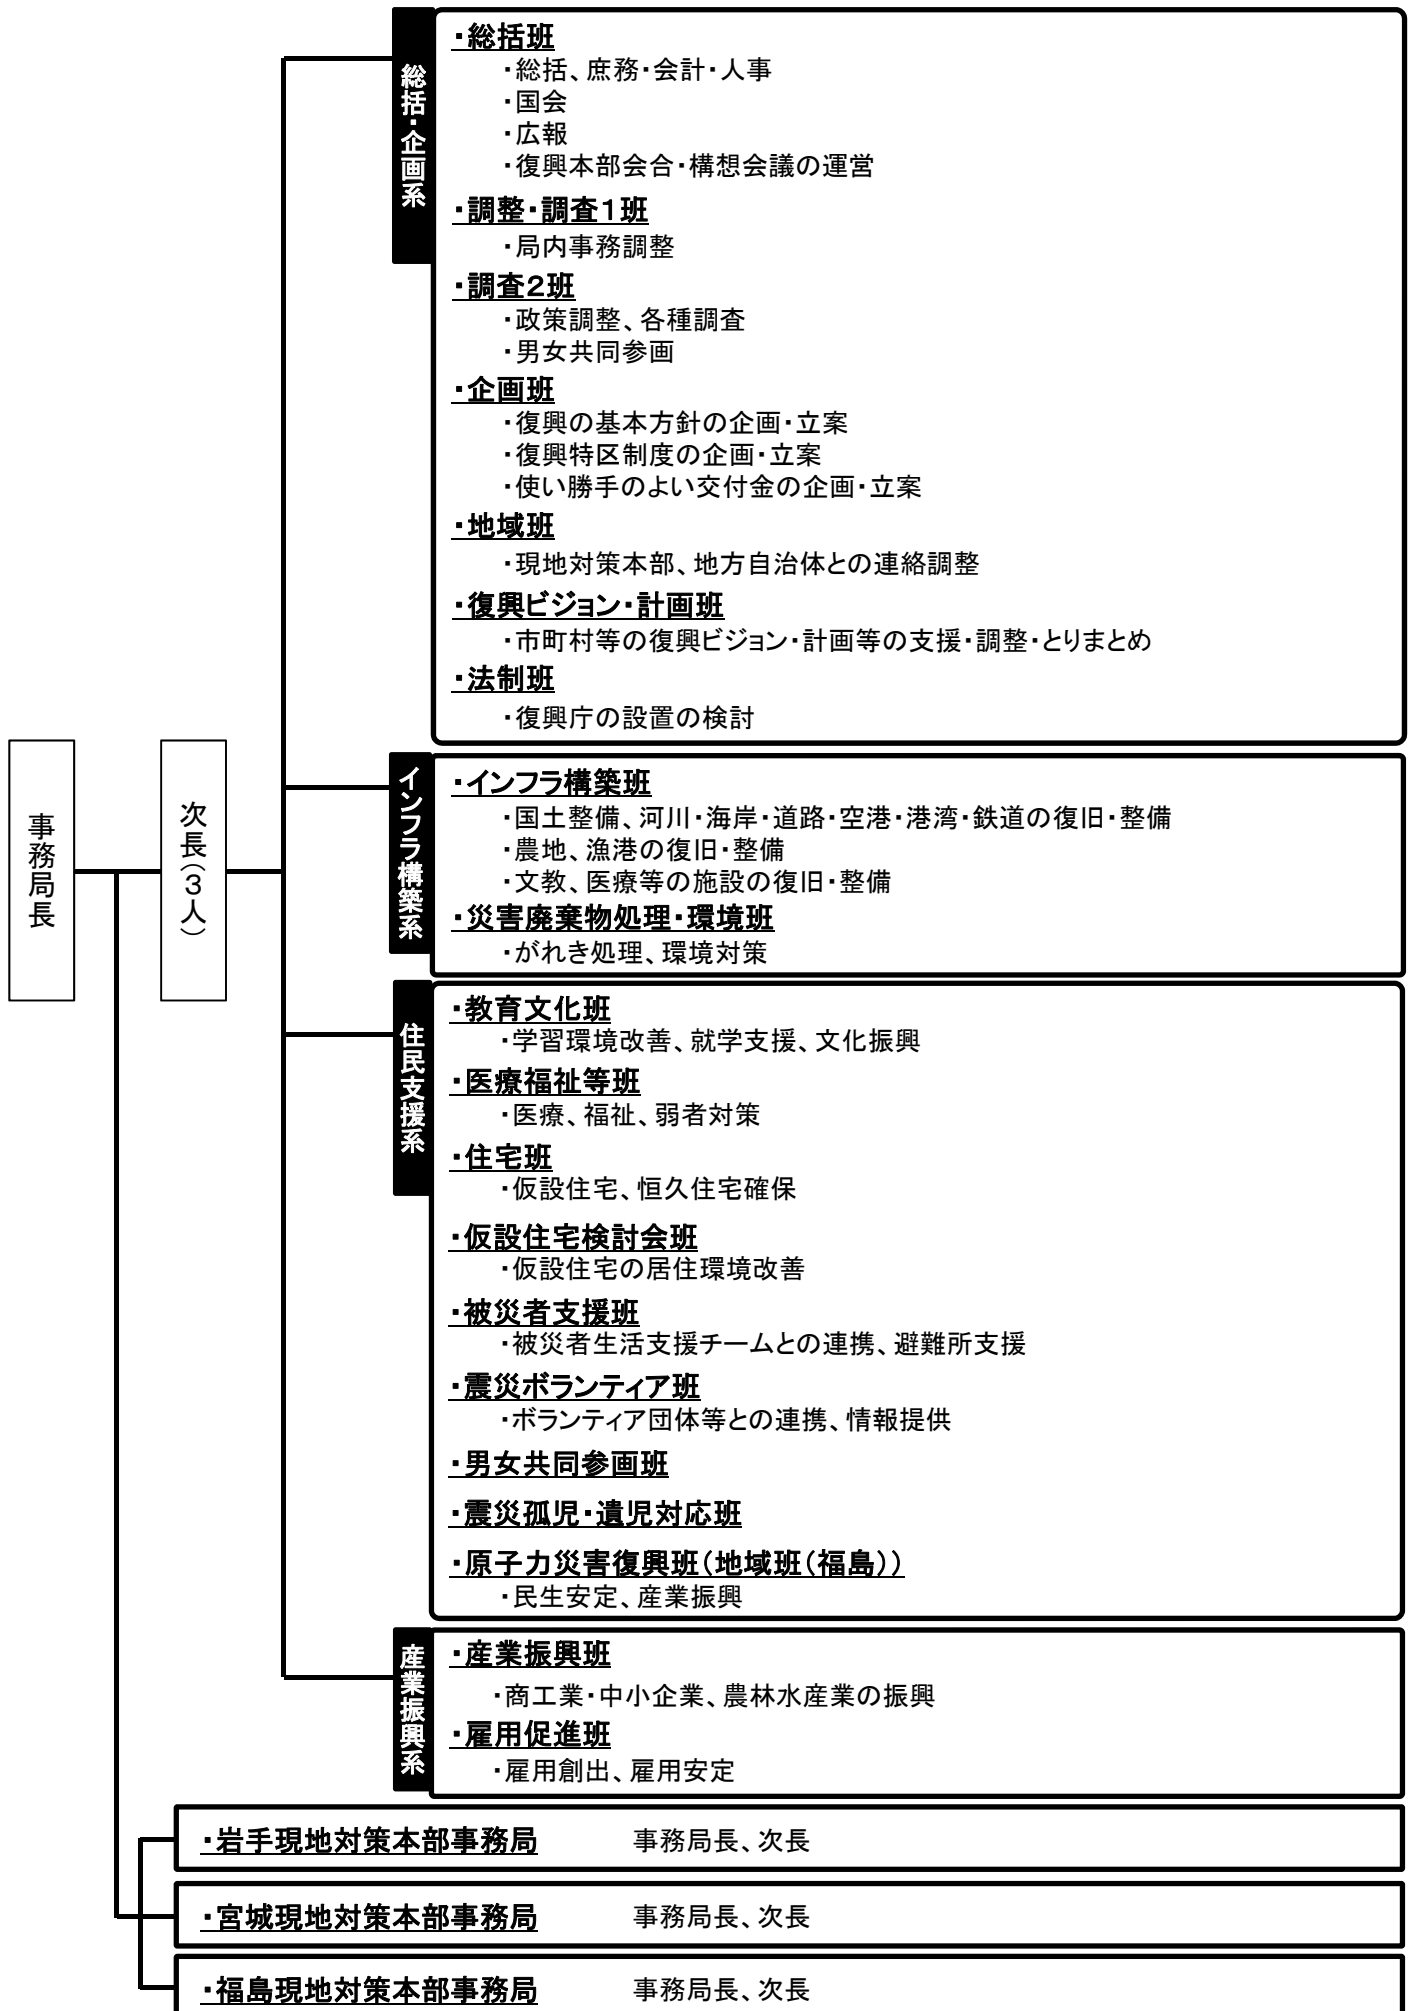 事務局長
次長（３人）
総括・企画系
・総括班
・総括、庶務・会計・人事
・国会
・広報
・復興本部会合・構想会議の運営
・調整・調査１班
・局内事務調整
・調査２班
・政策調整、各種調査
・男女共同参画
・企画班
・復興の基本方針の企画・立案
・復興特区制度の企画・立案
・使い勝手のよい交付金の企画・立案
・地域班
・現地対策本部、地方自治体との連絡調整
・復興ビジョン・計画班
・市町村等の復興ビジョン・計画等の支援・調整・とりまとめ
・法制班
・復興庁の設置の検討
インフラ構築系
・インフラ構築班
・国土整備、河川・海岸・道路・空港・港湾・鉄道の復旧・整備
・農地、漁港の復旧・整備
・文教、医療等の施設の復旧・整備
・災害廃棄物処理・環境班
・がれき処理、環境対策
住民支援系
・教育文化班
・学習環境改善、就学支援、文化振興
・医療福祉等班
・医療、福祉、弱者対策
・住宅班
・仮設住宅、恒久住宅確保
・仮設住宅検討会班
・仮設住宅の居住環境改善
・被災者支援班
・被災者生活支援チームとの連携、避難所支援
・震災ボランティア班
・ボランティア団体等との連携、情報提供
・男女共同参画班
・震災孤児・遺児対応班
・原子力災害復興班（地域班（福島））
・民生安定、産業振興
産業振興系
・産業振興班
・商工業・中小企業、農林水産業の振興
・雇用促進班
・雇用創出、雇用安定
・岩手現地対策本部事務局 事務局長、次長
・宮城現地対策本部事務局 事務局長、次長
・福島現地対策本部事務局 事務局長、次長